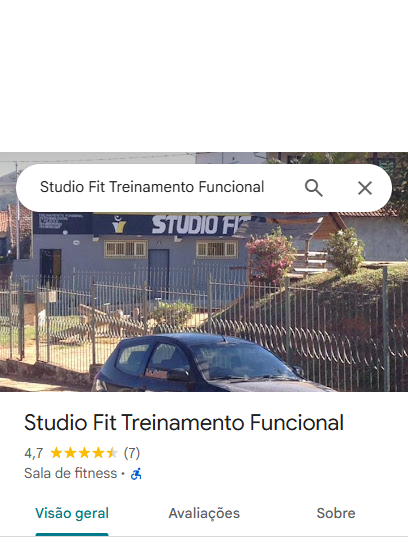 Studio Fit Treinamento Funcional
STUDIO FIT
Studio Fit Treinamento Funcional
4,7 (7)
Sala de fitness ·
Visão geral Avaliações Sobre